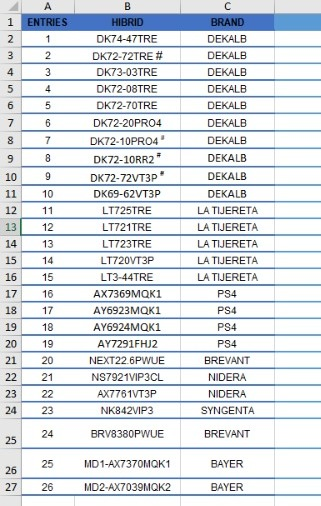 A B C
1 ENTRIES HIBRID BRAND
2 1 DK74-47TRE DEKALB
3 2 DK72-72TRE # DEKALB
4 3 DK73-03TRE DEKALB
5 4 DK72-08TRE DEKALB
6 5 DK72-70TRE DEKALB
7 6 DK72-20PRO4 DEKALB
8 7 DK72-10PRO4 # DEKALB
9 8 DK72-10RR2 # DEKALB
10 9 DK72-72VT3P # DEKALB
11 10 DK69-62VT3P DEKALB
12 11 LT725TRE LA TIJERETA
13 12 LT721TRE LA TIJERETA
14 13 LT723TRE LA TIJERETA
15 14 LT720VT3P LA TIJERETA
16 15 LT3-44TRE LA TIJERETA
17 16 AX7369MQK1 PS4
18 17 AY6923MQK1 PS4
19 18 AY6924MQK1 PS4
20 19 AY7291FHJ2 PS4
21 20 NEXT22.6PWUE BREVANT
22 21 NS7921VIP3CL NIDERA
23 22 AX7761VT3P NIDERA
24 23 NK842VIP3 SYNGENTA
25 24 BRV8380PWUE BREVANT
26 25 MD1-AX7370MQK1 BAYER
27 26 MD2-AX7039MQK2 BAYER